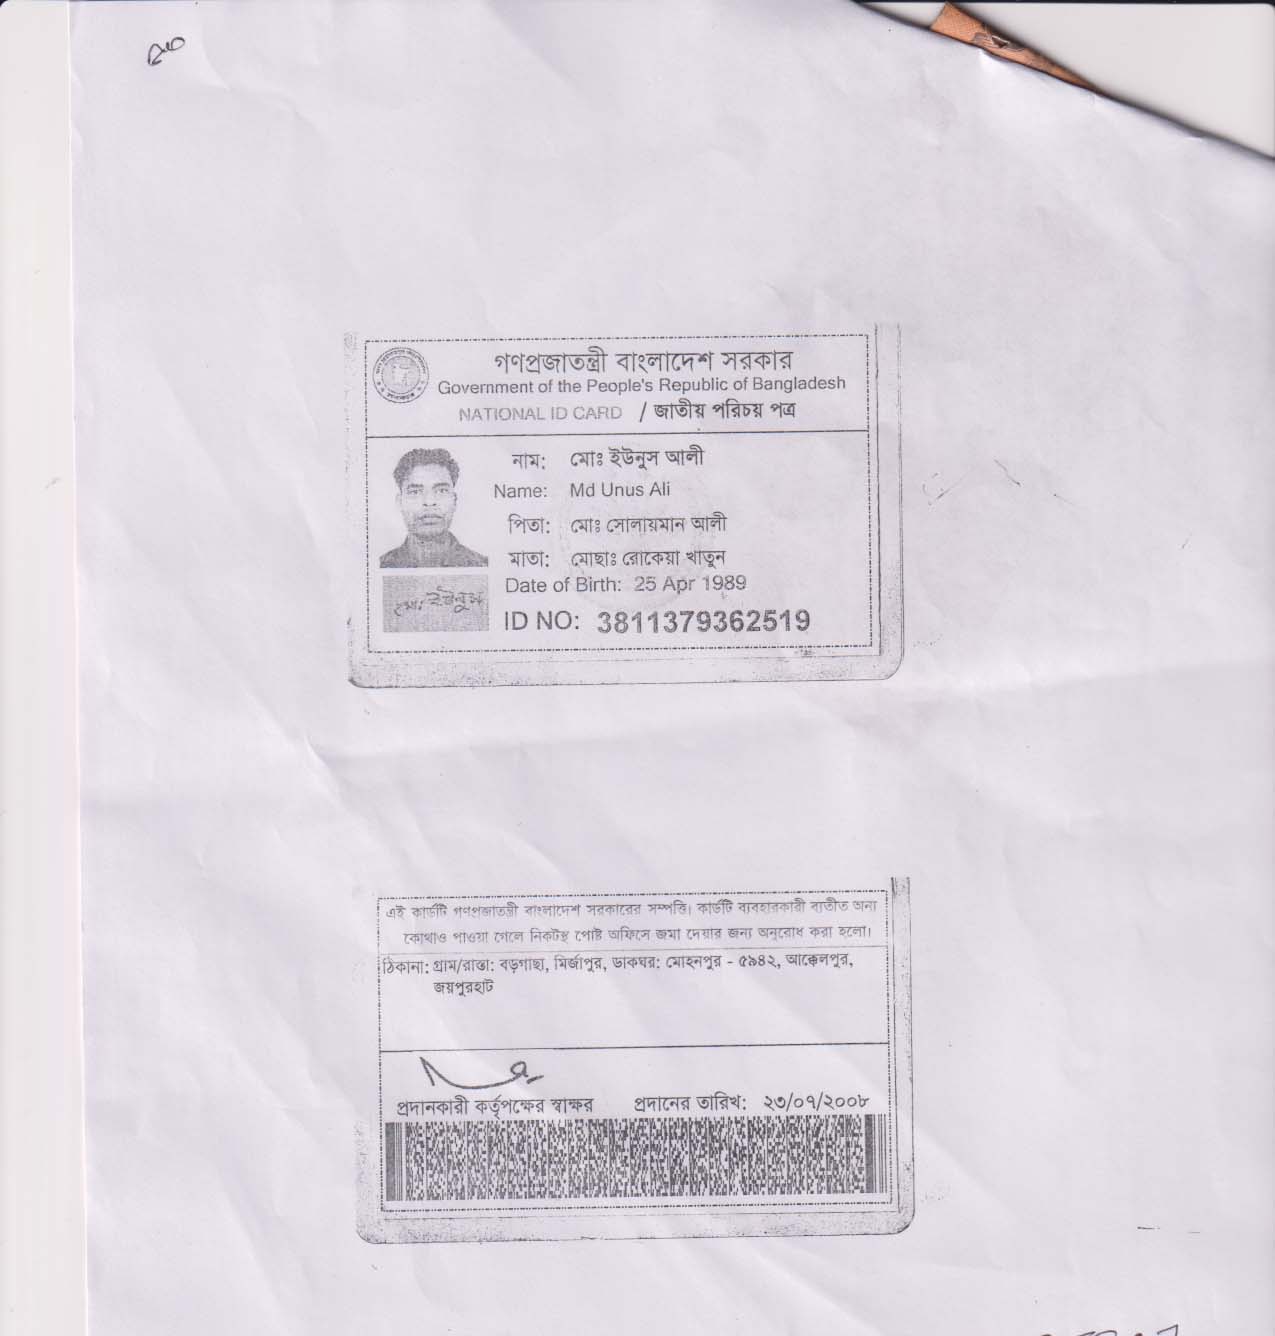 গণপ্রজাতন্ত্রী বাংলাদেশ সরকার
Government of the People's Republic of Bangladesh
NATIONAL ID CARD / জাতীয় পরিচয় পত্র
নাম: মোঃ ইউনুস আলী
Name: Md Unus Ali
পিতা: মোঃ সোলায়মান আলী
মাতা: মোছাঃ রোকেয়া খাতুন
Date of Birth: 25 Apr 1989
মোঃ ইউনুস
ID NO: 3811379362519
এই কার্ডটি গণপ্রজাতন্ত্রী বাংলাদেশ সরকারের সম্পত্তি। কার্ডটি ব্যবহারকারী ব্যতীত অন্য
কোথাও পাওয়া গেলে নিকটস্থ পোষ্ট অফিসে জমা দেয়ার জন্য অনুরোধ করা হলো।
ঠিকানা: গ্রাম/রাস্তা: বড়গাছা, মির্জাপুর, ডাকঘর: মোহনপুর - ৫৯৪২, আক্কেলপুর,
জয়পুরহাট
প্রদানকারী কর্তৃপক্ষের স্বাক্ষর প্রদানের তারিখ: ২৩/০৭/২০০৮